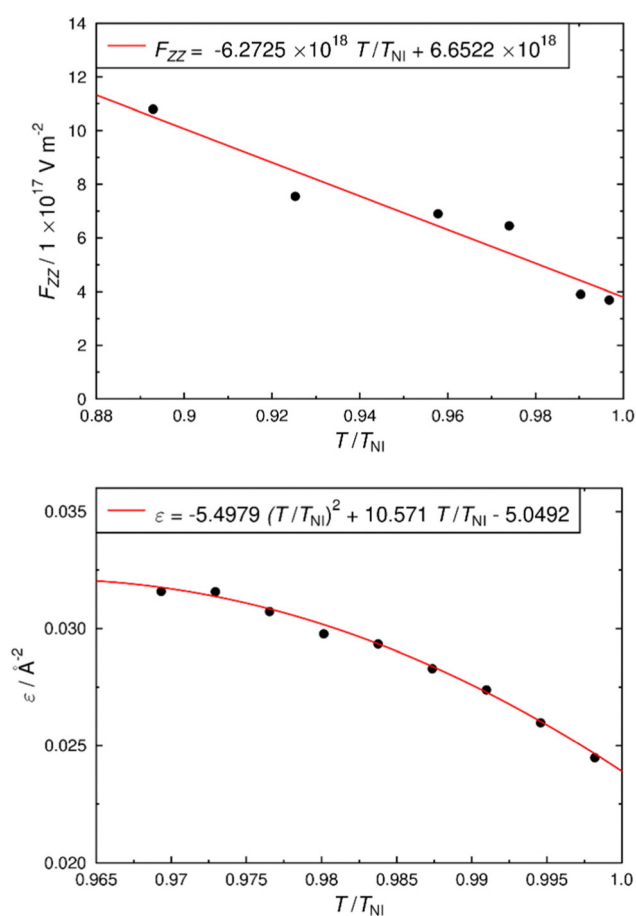 14
F_ZZ = -6.2725 ×10^18 T/T_NI + 6.6522 ×10^18
12
10
8
6
4
2
0
F_ZZ / 1 ×10^17 V m^-2
0.88 0.9 0.92 0.94 0.96 0.98 1.0
T/T_NI
0.035
ε = -5.4979 (T/T_NI)^2 + 10.571 T/T_NI - 5.0492
0.030
0.025
0.020
ε / Å^-2
0.965 0.97 0.975 0.98 0.985 0.99 0.995 1.0
T/T_NI